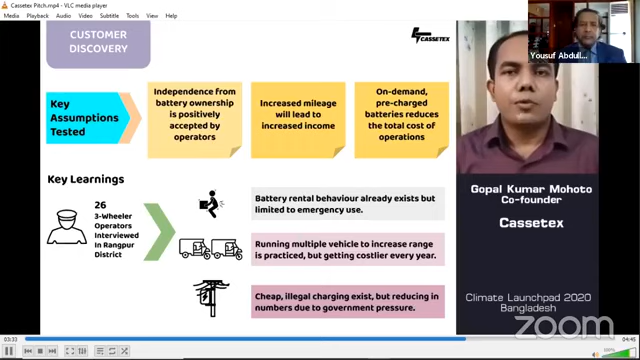 Cassetex Pitch.mp4 - VLC media player
Media Playback Audio Video Subtitle Tools View Help
CUSTOMER
DISCOVERY
CASSETEX
Yousuf Abdull...
Key
Assumptions
Tested
Independence from
battery ownership
is positively
accepted by
operators
Increased mileage
will lead to
increased income
On-demand,
pre-charged
batteries reduces
the total cost of
operations
Key Learnings
26
3-Wheeler
Operators
Interviewed
In Rangpur
District
Battery rental behaviour already exists but
limited to emergency use.
Running multiple vehicle to increase range
is practiced, but getting costlier every year.
Cheap, illegal charging exist, but reducing in
numbers due to government pressure.
Gopal Kumar Mohoto
Co-founder
Cassetex
Climate Launchpad 2020
Bangladesh
zoom
03:33
04:45